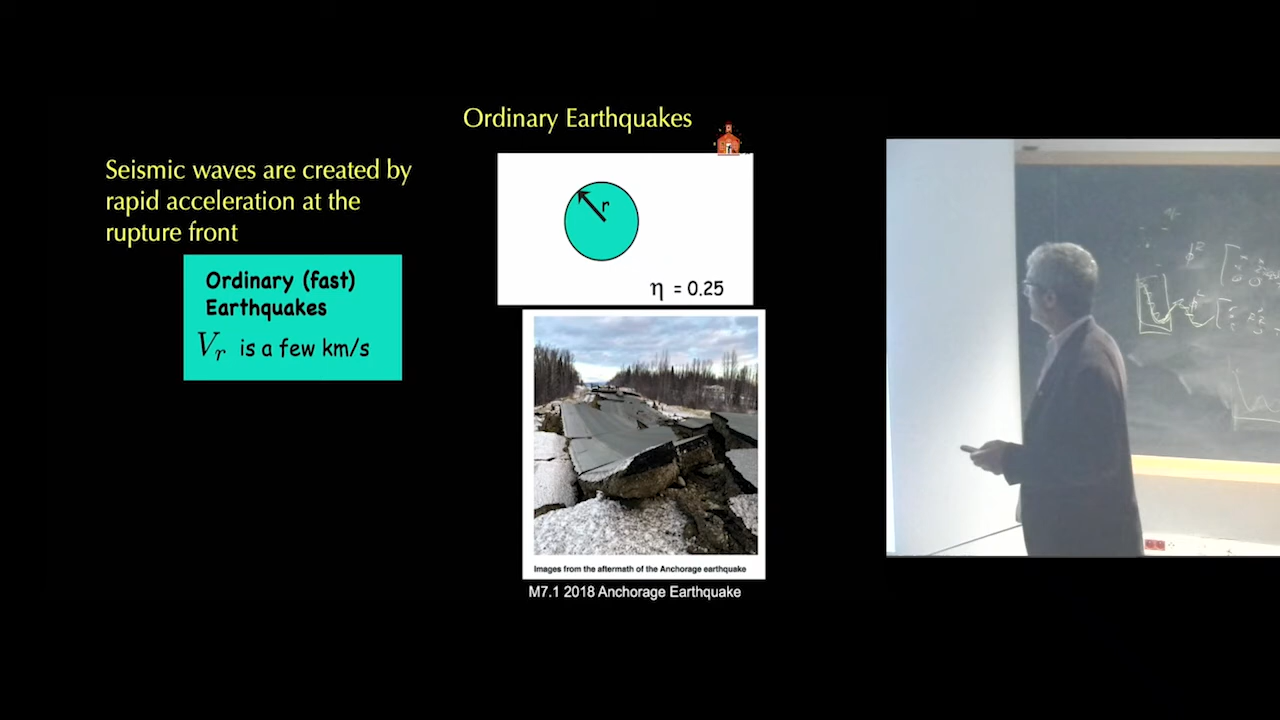 Ordinary Earthquakes
Seismic waves are created by
rapid acceleration at the
rupture front
Ordinary (fast)
Earthquakes
Vr is a few km/s
r
η = 0.25
Images from the aftermath of the Anchorage earthquake
M7.1 2018 Anchorage Earthquake